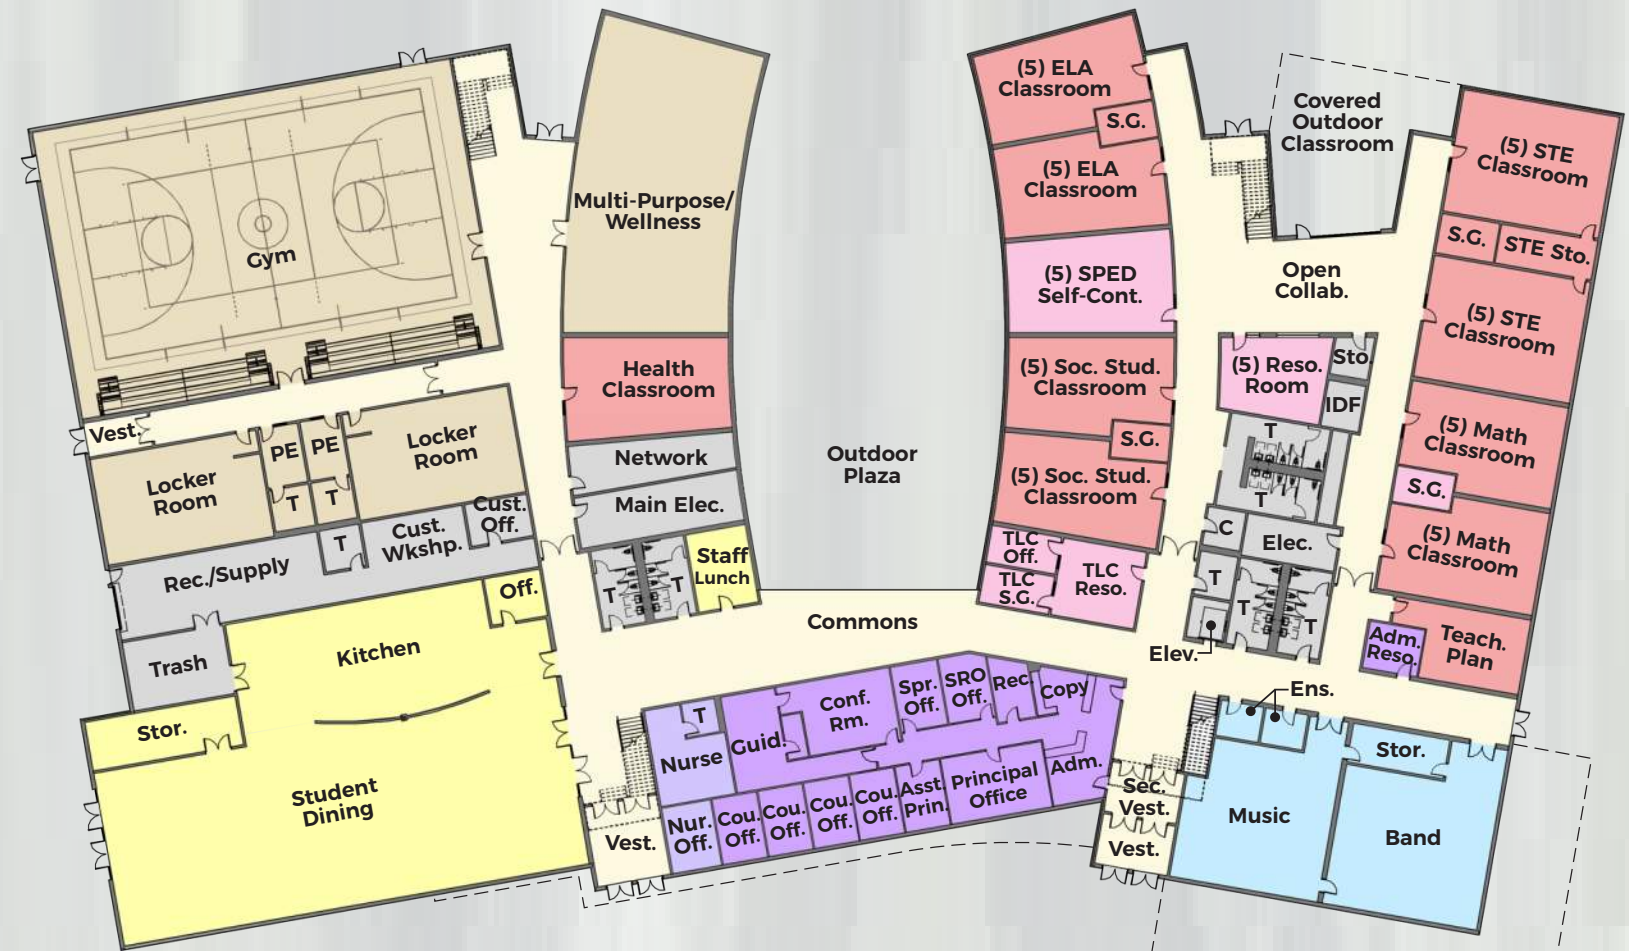 Gym
Vest.
Locker
Room
PE
PE
T
T
Locker
Room
Rec./Supply
T
Cust.
Wkshp.
Cust.
Off.
Trash
Kitchen
Off.
Stor.
Student
Dining
Multi-Purpose/
Wellness
Health
Classroom
Network
Main Elec.
T
T
Staff
Lunch
Outdoor
Plaza
Commons
Vest.
Nurse
T
Nur.
Off.
Guid.
Conf.
Rm.
Spr.
Off.
SRO
Off.
Rec.
Copy
Cou.
Off.
Cou.
Off.
Cou.
Off.
Cou.
Off.
Asst.
Prin.
Principal
Office
Adm.
(5) ELA
Classroom
S.G.
(5) ELA
Classroom
(5) SPED
Self-Cont.
(5) Soc. Stud.
Classroom
S.G.
(5) Soc. Stud.
Classroom
TLC
Off.
TLC
S.G.
TLC
Reso.
Covered
Outdoor
Classroom
Open
Collab.
(5) Reso.
Room
Sto.
IDF
T
T
C
Elec.
T
T
T
Elev.
(5) STE
Classroom
S.G.
STE Sto.
(5) STE
Classroom
(5) Math
Classroom
S.G.
(5) Math
Classroom
Adm.
Reso.
Teach.
Plan
Ens.
Sec.
Vest.
Vest.
Music
Stor.
Band